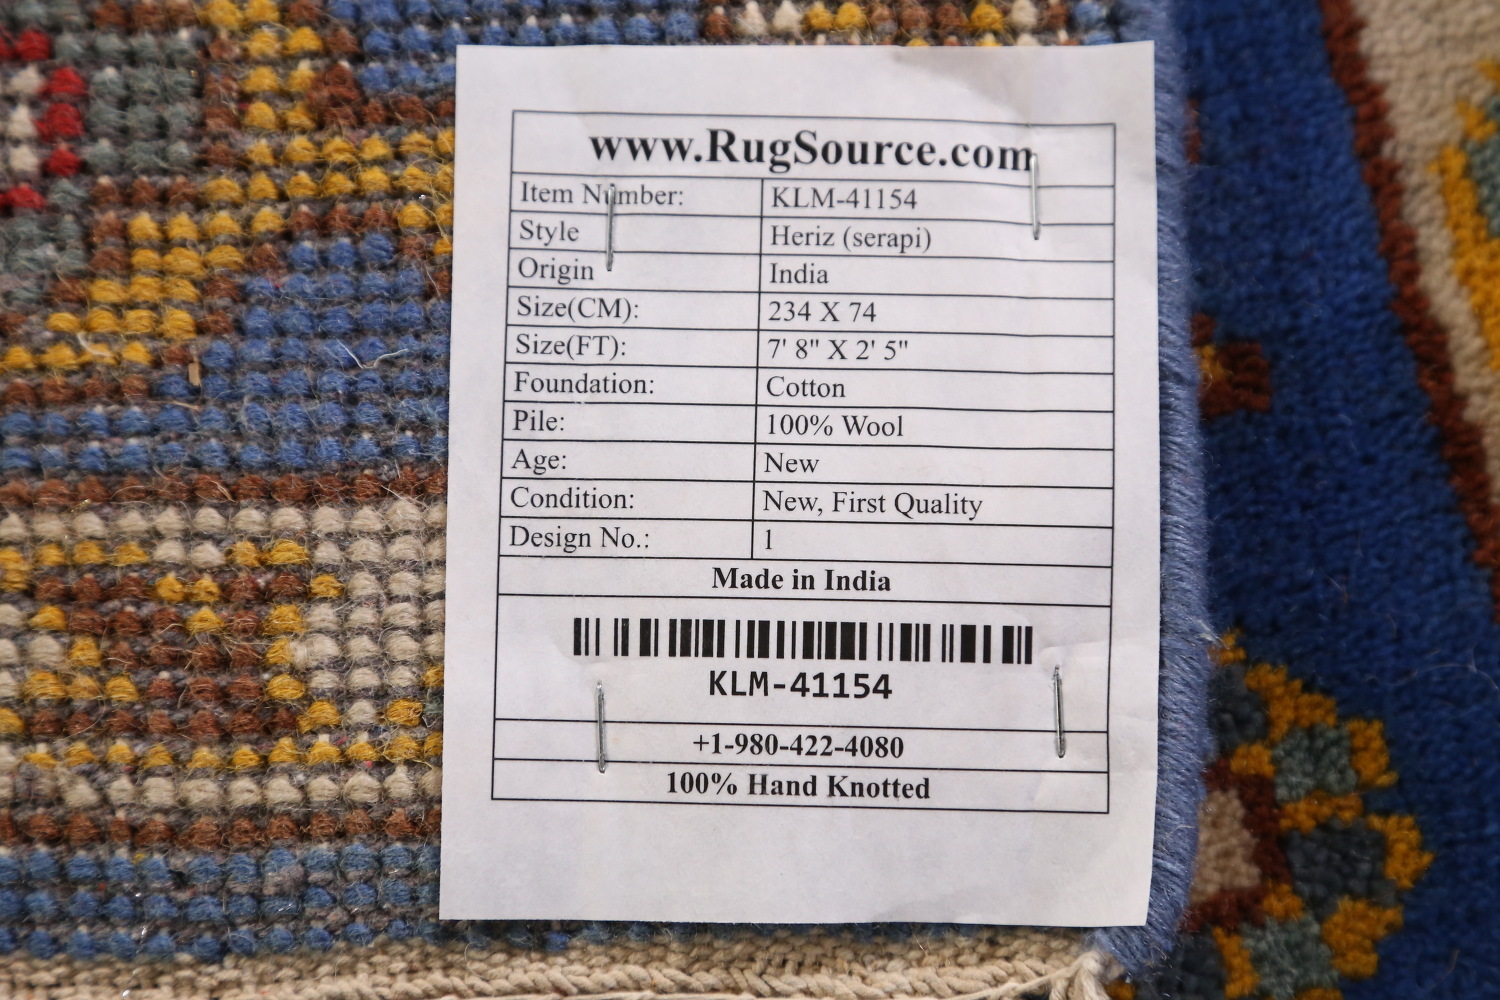 www.RugSource.com
Item Number: KLM-41154
Style Heriz (serapi)
Origin India
Size(CM): 234 X 74
Size(FT): 7' 8" X 2' 5"
Foundation: Cotton
Pile: 100% Wool
Age: New
Condition: New, First Quality
Design No.: 1
Made in India
KLM-41154
+1-980-422-4080
100% Hand Knotted